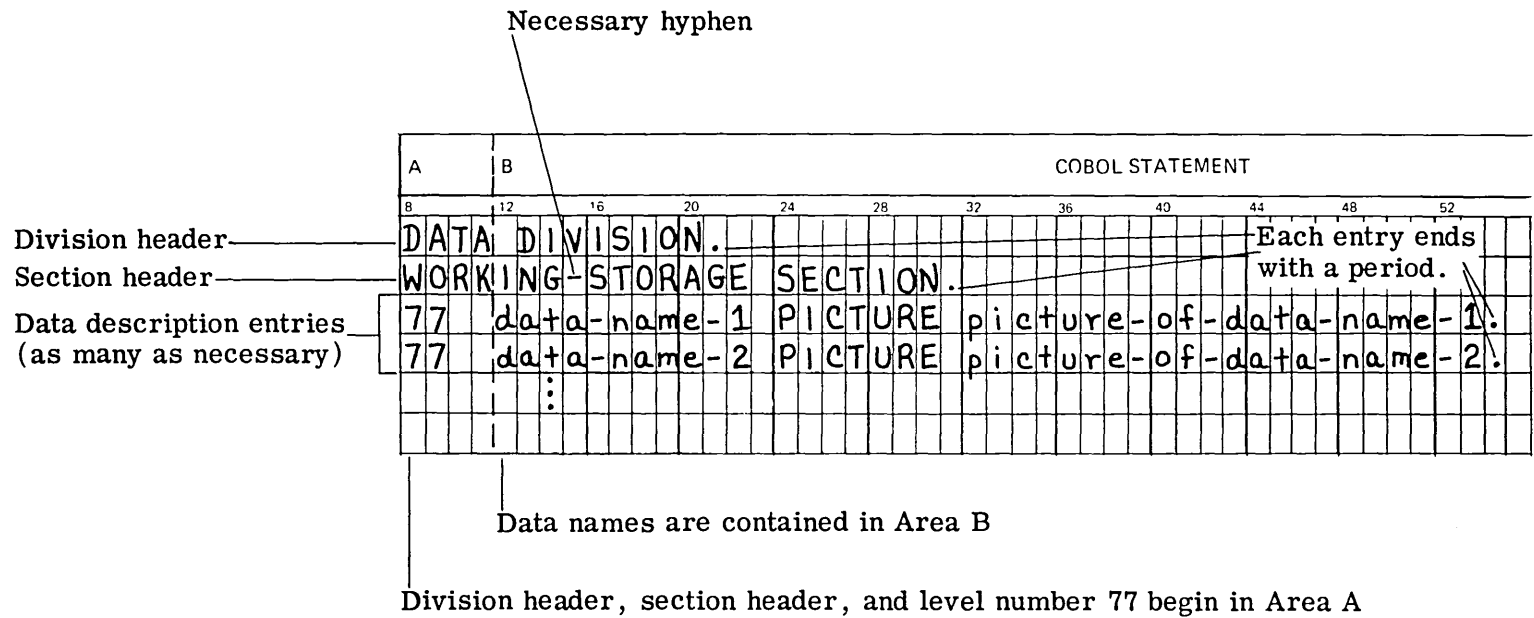 Necessary hyphen
A B COBOL STATEMENT
8 12 16 20 24 28 32 36 40 44 48 52
Division header DATA DIVISION. Each entry ends
Section header WORKING-STORAGE SECTION. with a period.
Data description entries 77 data-name-1 PICTURE picture-of-data-name-1.
(as many as necessary) 77 data-name-2 PICTURE picture-of-data-name-2.
⋮
Data names are contained in Area B
Division header, section header, and level number 77 begin in Area A